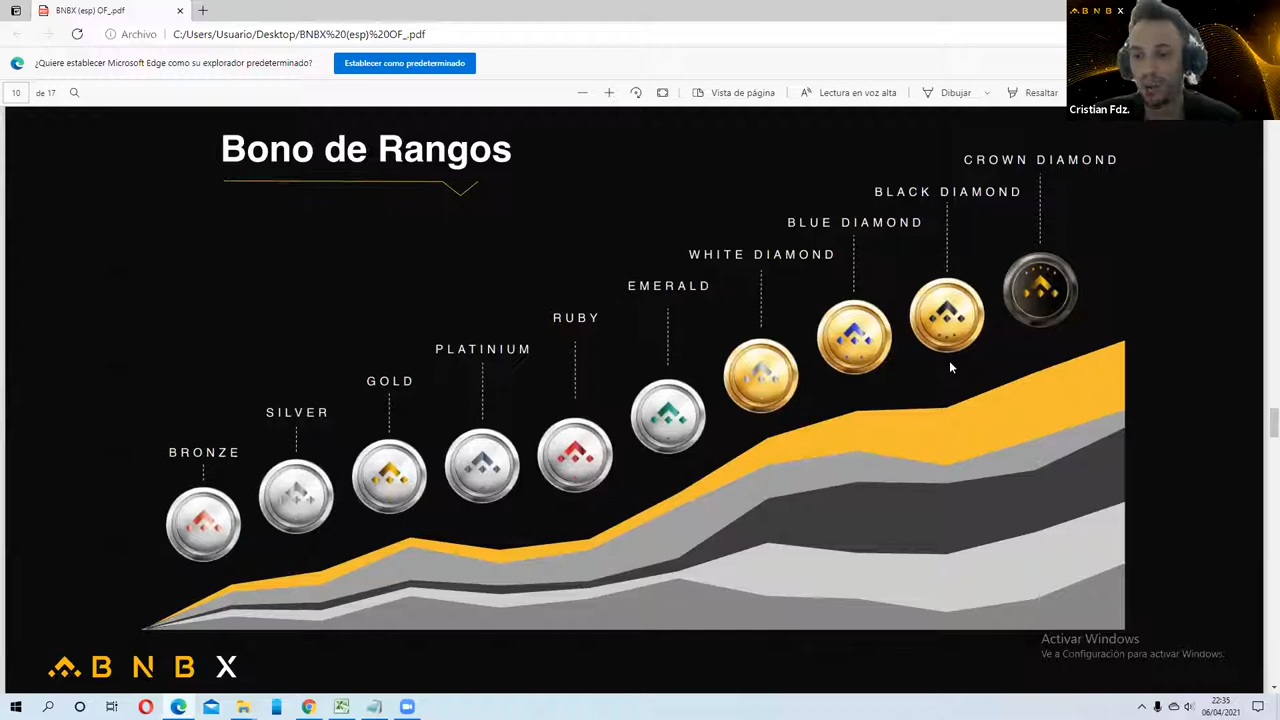 BNBX (esp) OF_.pdf
Archivo
C:/Users/Usuario/Desktop/BNBX%20(esp)%20OF_.pdf
¿Quiere establecer Microsoft Edge como su explorador predeterminado?
Establecer como predeterminado
10 de 17
Vista de página
Lectura en voz alta
Dibujar
Resaltar
B N B X
Cristian Fdz.
Bono de Rangos
CROWN DIAMOND
BLACK DIAMOND
BLUE DIAMOND
WHITE DIAMOND
EMERALD
RUBY
PLATINIUM
GOLD
SILVER
BRONZE
Activar Windows
Ve a Configuración para activar Windows.
B N B X
22:35
06/04/2021